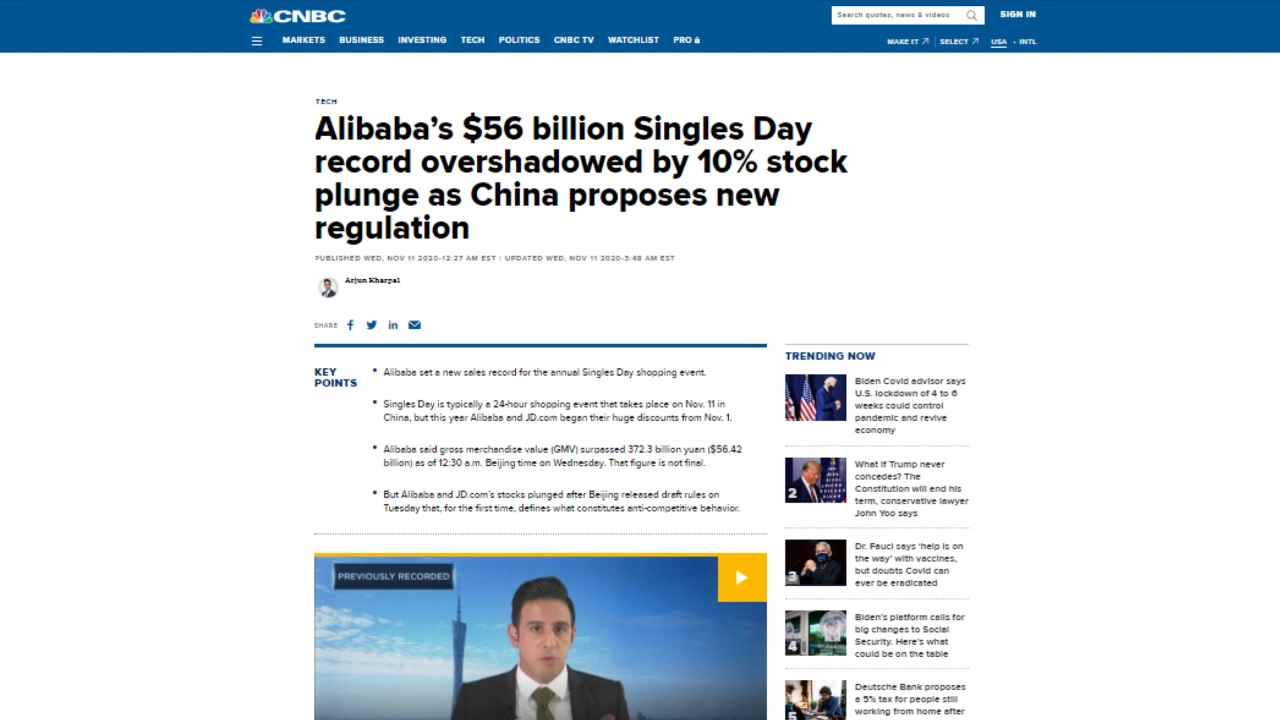 CNBC
Search quotes, news & videos
SIGN IN
MARKETS BUSINESS INVESTING TECH POLITICS CNBC TV WATCHLIST PRO
MAKE IT SELECT USA • INTL
TECH
Alibaba’s $56 billion Singles Day
record overshadowed by 10% stock
plunge as China proposes new
regulation
PUBLISHED WED, NOV 11 2020•12:27 AM EST | UPDATED WED, NOV 11 2020•3:48 AM EST
Arjun Kharpal
SHARE
KEY
POINTS
Alibaba set a new sales record for the annual Singles Day shopping event.
Singles Day is typically a 24-hour shopping event that takes place on Nov. 11 in
China, but this year Alibaba and JD.com began their huge discounts from Nov. 1.
Alibaba said gross merchandise value (GMV) surpassed 372.3 billion yuan ($56.42
billion) as of 12:30 a.m. Beijing time on Wednesday. That figure is not final.
But Alibaba and JD.com’s stocks plunged after Beijing released draft rules on
Tuesday that, for the first time, defines what constitutes anti-competitive behavior.
PREVIOUSLY RECORDED
TRENDING NOW
Biden Covid advisor says
U.S. lockdown of 4 to 6
weeks could control
pandemic and revive
economy
2
What if Trump never
concedes? The
Constitution will end his
term, conservative lawyer
John Yoo says
3
Dr. Fauci says ‘help is on
the way’ with vaccines,
but doubts Covid can
ever be eradicated
4
Biden’s platform calls for
big changes to Social
Security. Here’s what
could be on the table
5
Deutsche Bank proposes
a 5% tax for people still
working from home after